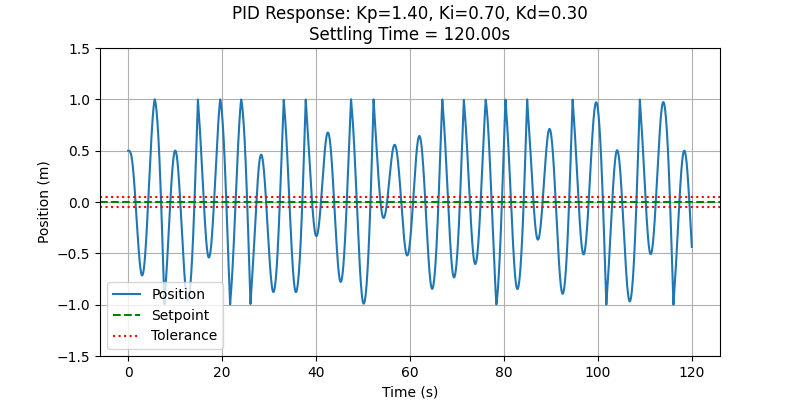 PID Response: Kp=1.40, Ki=0.70, Kd=0.30
Settling Time = 120.00s
1.5
1.0
0.5
0.0
−0.5
−1.0
−1.5
Position (m)
Position
Setpoint
Tolerance
0
20
40
60
80
100
120
Time (s)